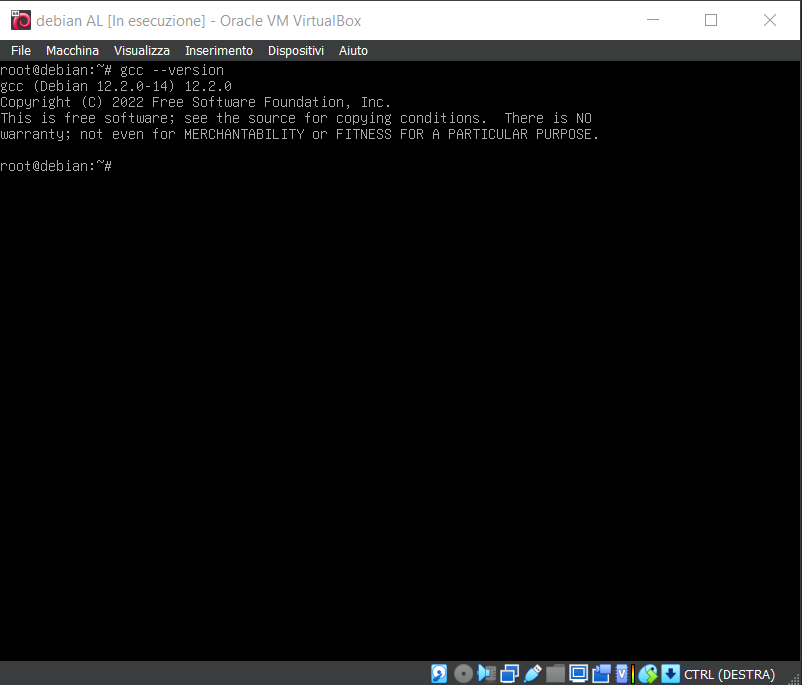 debian AL [In esecuzione] - Oracle VM VirtualBox
File Macchina Visualizza Inserimento Dispositivi Aiuto
root@debian:~# gcc --version
gcc (Debian 12.2.0-14) 12.2.0
Copyright (C) 2022 Free Software Foundation, Inc.
This is free software; see the source for copying conditions.  There is NO
warranty; not even for MERCHANTABILITY or FITNESS FOR A PARTICULAR PURPOSE.
root@debian:~#
CTRL (DESTRA)